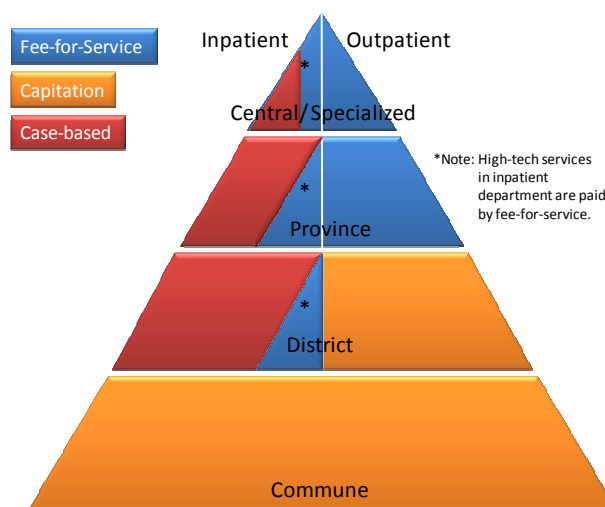 Inpatient
Outpatient
Fee-for-Service
Capitation
Case-based
*
Central/Specialized
*Note: High-tech services
in inpatient
department are paid
by fee-for-service.
*
Province
*
District
Commune